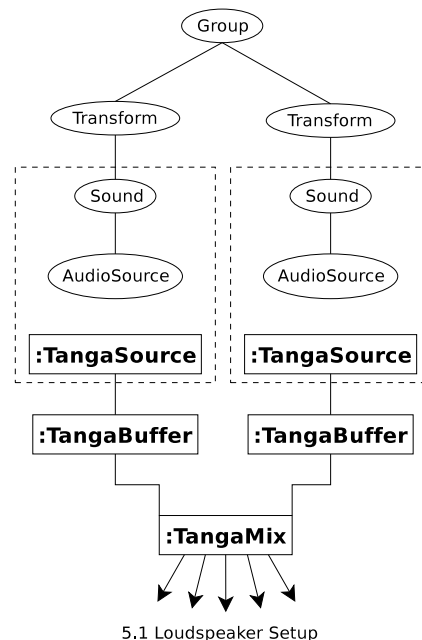 Group
Transform
Transform
Sound
Sound
AudioSource
AudioSource
:TangaSource
:TangaSource
:TangaBuffer
:TangaBuffer
:TangaMix
5.1 Loudspeaker Setup